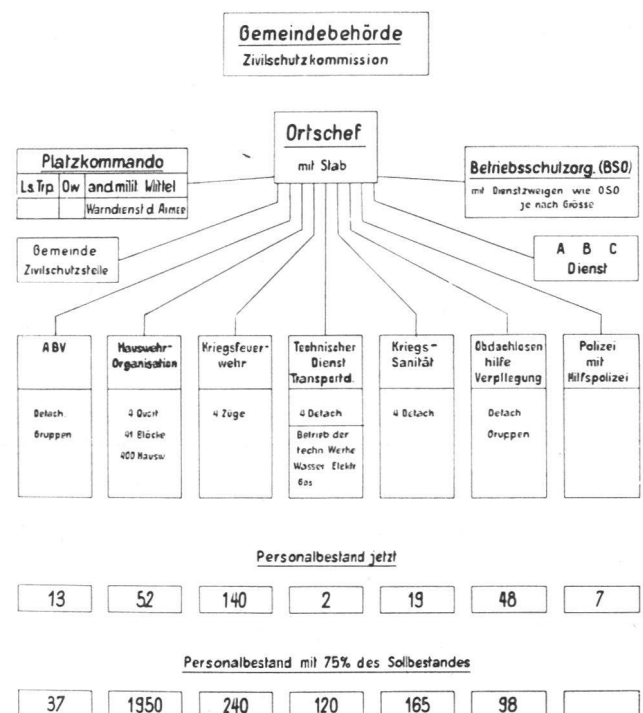 Gemeindebehörde
Zivilschutzkommission
Ortschef
mit Stab
Platzkommando
Ls.Trp. Ow and.milit. Mittel
Warndienst d. Armee
Betriebsschutzorg. (BSO)
mit Dienstzweigen wie OSO
je nach Grösse
Gemeinde
Zivilschutzstelle
A B C
Dienst
ABV
Hauswehr-
Organisation
Kriegsfeuer-
wehr
Technischer
Dienst
Transportd.
Kriegs-
Sanität
Obdachlosen
hilfe
Verpflegung
Polizei
mit
Hilfspolizei
Detach.
Gruppen
4 Quart
41 Blöcke
400 Hausw
4 Züge
4 Detach
Betrieb der
techn. Werke
Wasser Elektr
Gas
4 Detach
Detach
Gruppen
Personalbestand jetzt
13 52 140 2 19 48 7
Personalbestand mit 75% des Sollbestandes
37 1950 240 120 165 98